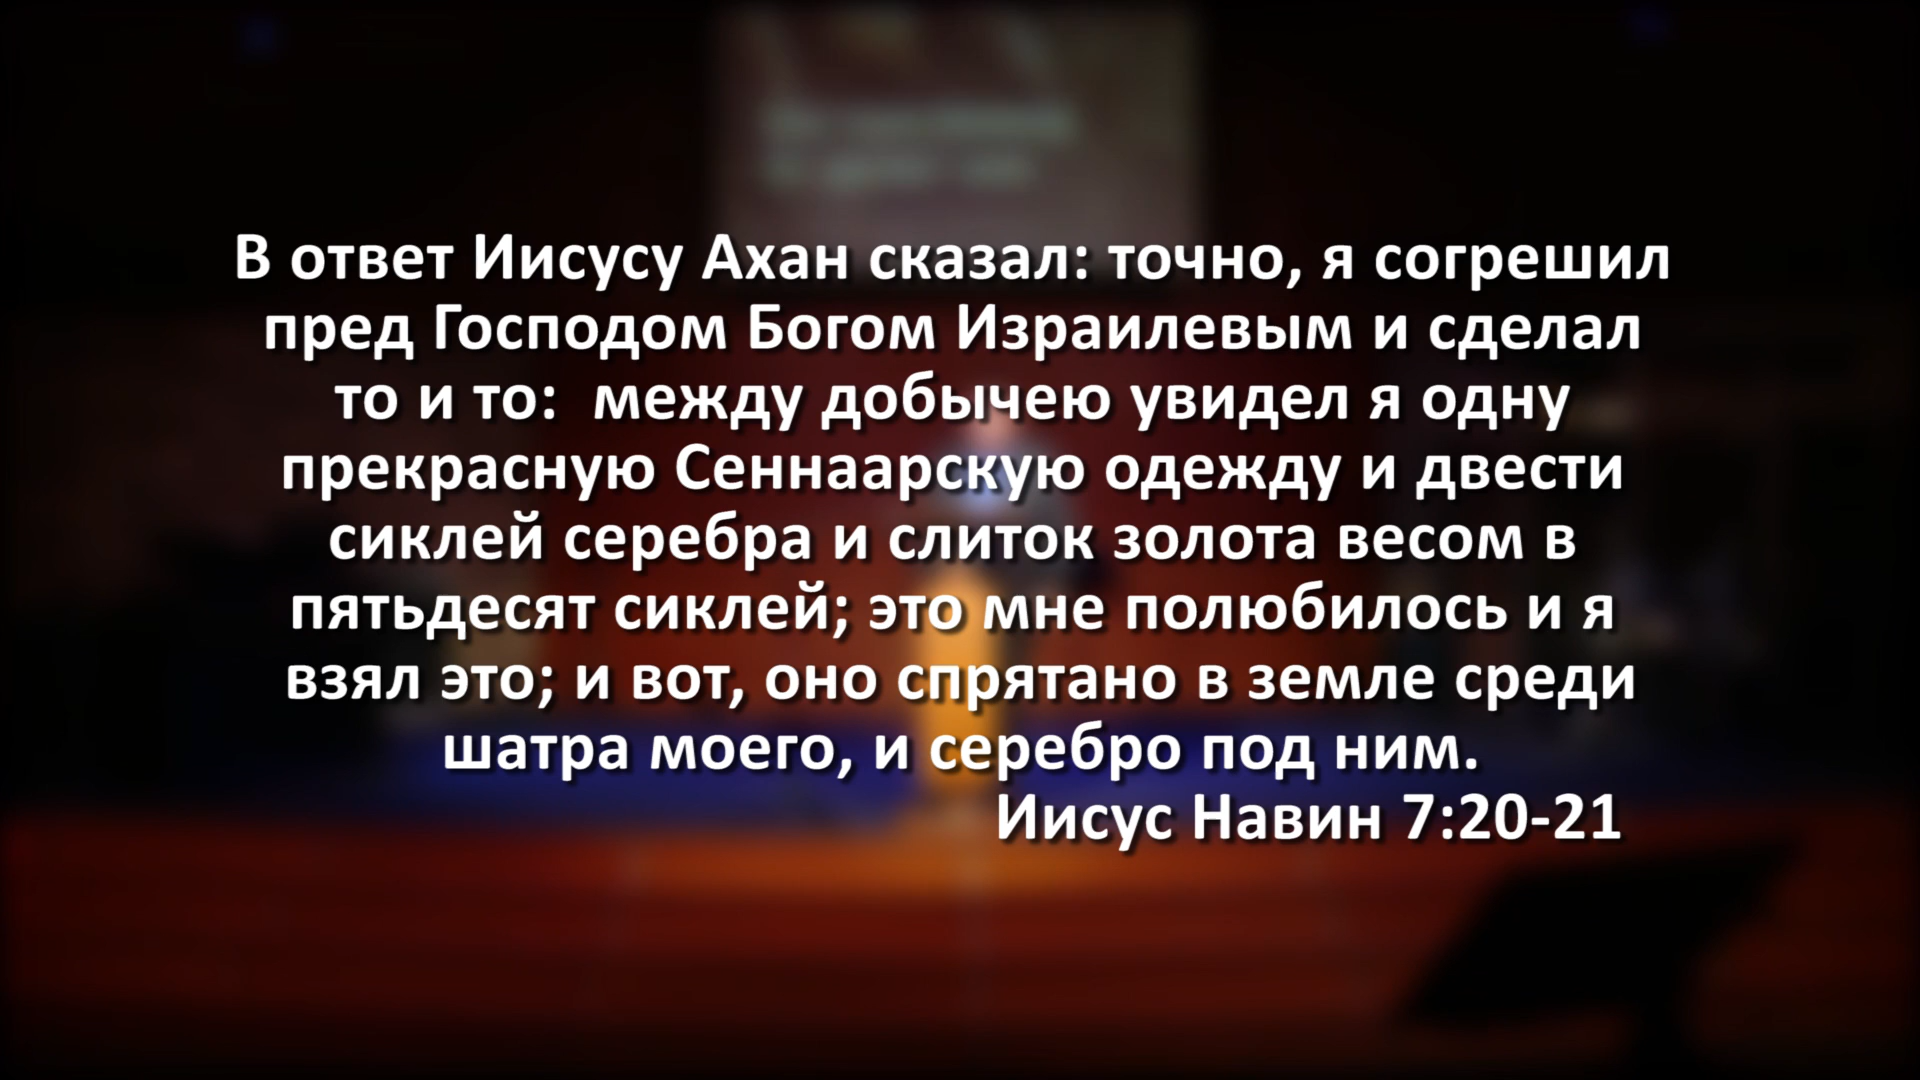 В ответ Иисусу Ахан сказал: точно, я согрешил
пред Господом Богом Израилевым и сделал
то и то:  между добычею увидел я одну
прекрасную Сеннаарскую одежду и двести
сиклей серебра и слиток золота весом в
пятьдесят сиклей; это мне полюбилось и я
взял это; и вот, оно спрятано в земле среди
шатра моего, и серебро под ним.
Иисус Навин 7:20-21